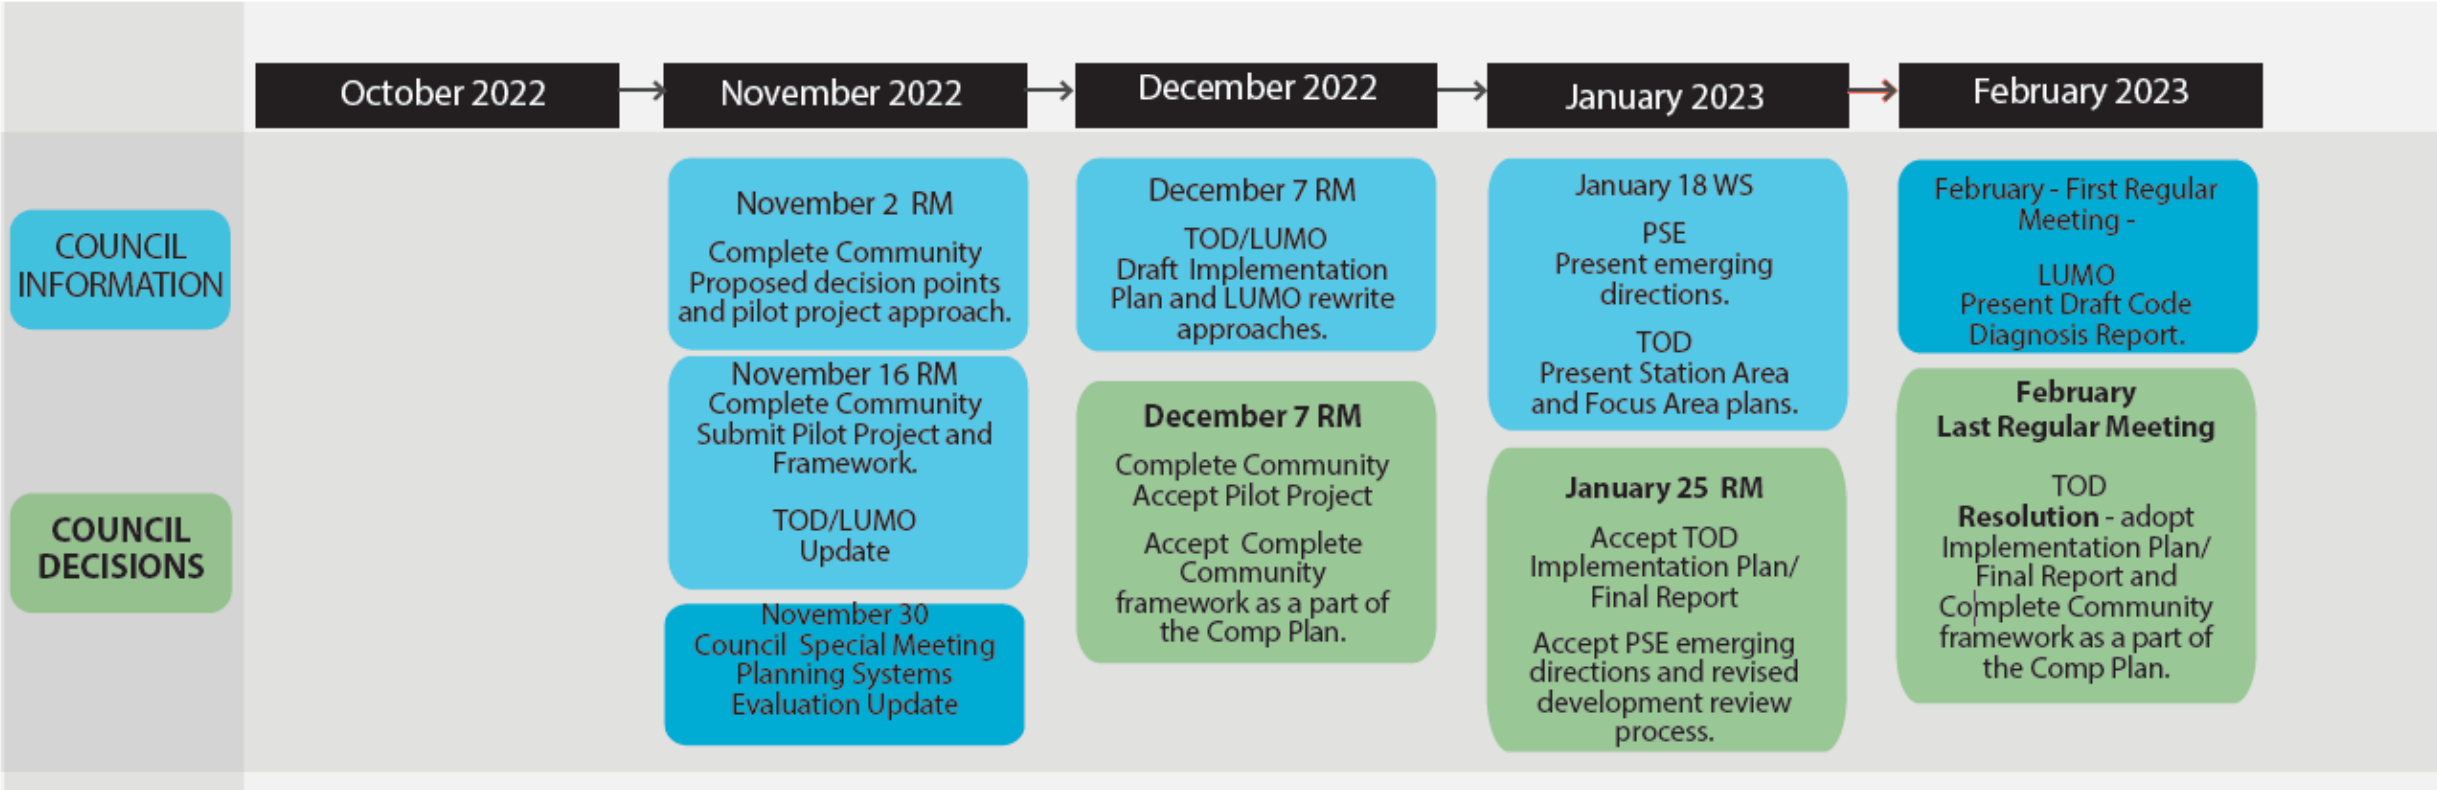 October 2022
November 2022
December 2022
January 2023
February 2023
COUNCIL
INFORMATION
COUNCIL
DECISIONS
November 2 RM
Complete Community
Proposed decision points
and pilot project approach.
November 16 RM
Complete Community
Submit Pilot Project and
Framework.
TOD/LUMO
Update
November 30
Council Special Meeting
Planning Systems
Evaluation Update
December 7 RM
TOD/LUMO
Draft Implementation
Plan and LUMO rewrite
approaches.
December 7 RM
Complete Community
Accept Pilot Project
Accept Complete
Community
framework as a part of
the Comp Plan.
January 18 WS
PSE
Present emerging
directions.
TOD
Present Station Area
and Focus Area plans.
January 25 RM
Accept TOD
Implementation Plan/
Final Report
Accept PSE emerging
directions and revised
development review
process.
February - First Regular
Meeting -
LUMO
Present Draft Code
Diagnosis Report.
February
Last Regular Meeting
TOD
Resolution - adopt
Implementation Plan/
Final Report and
Complete Community
framework as a part of
the Comp Plan.